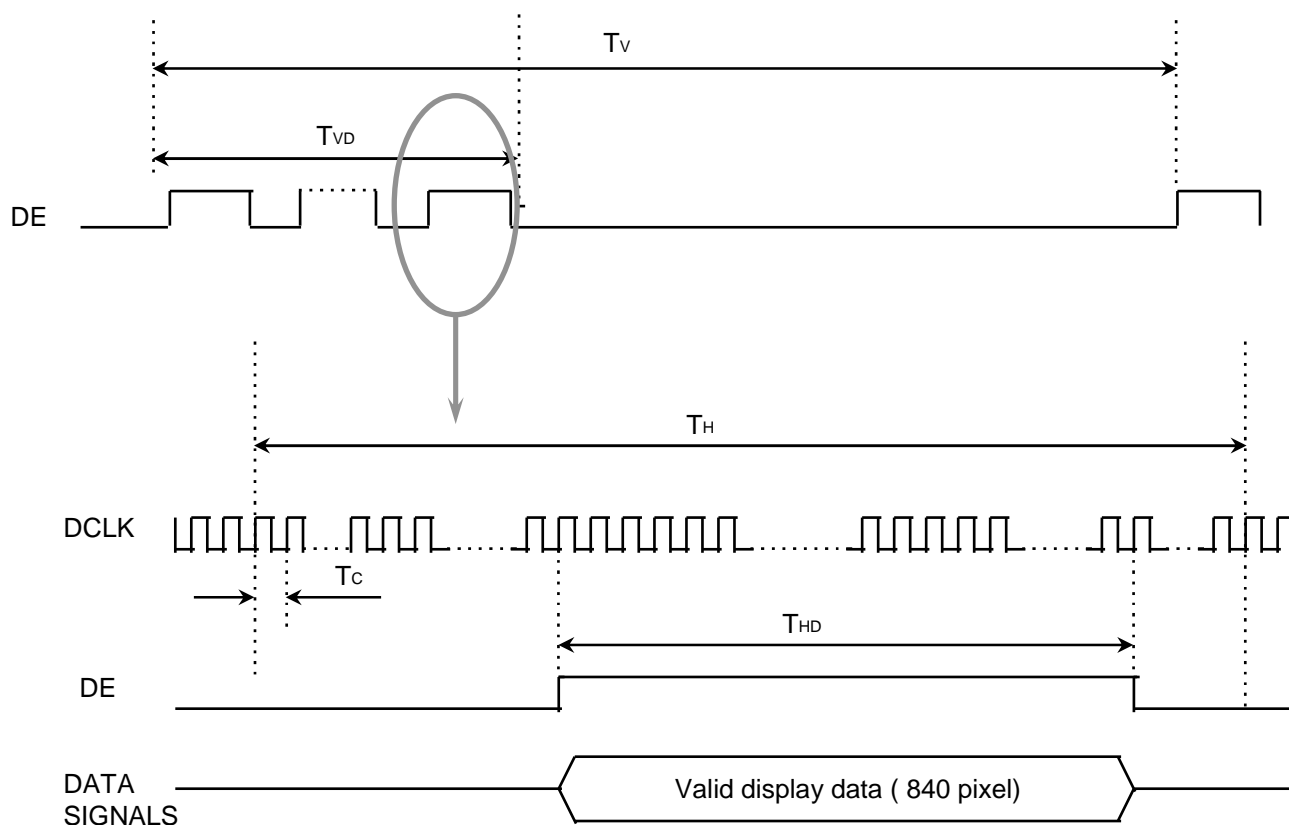 TV
TVD
DE
TH
DCLK
TC
THD
DE
DATA
SIGNALS
Valid display data ( 840 pixel)